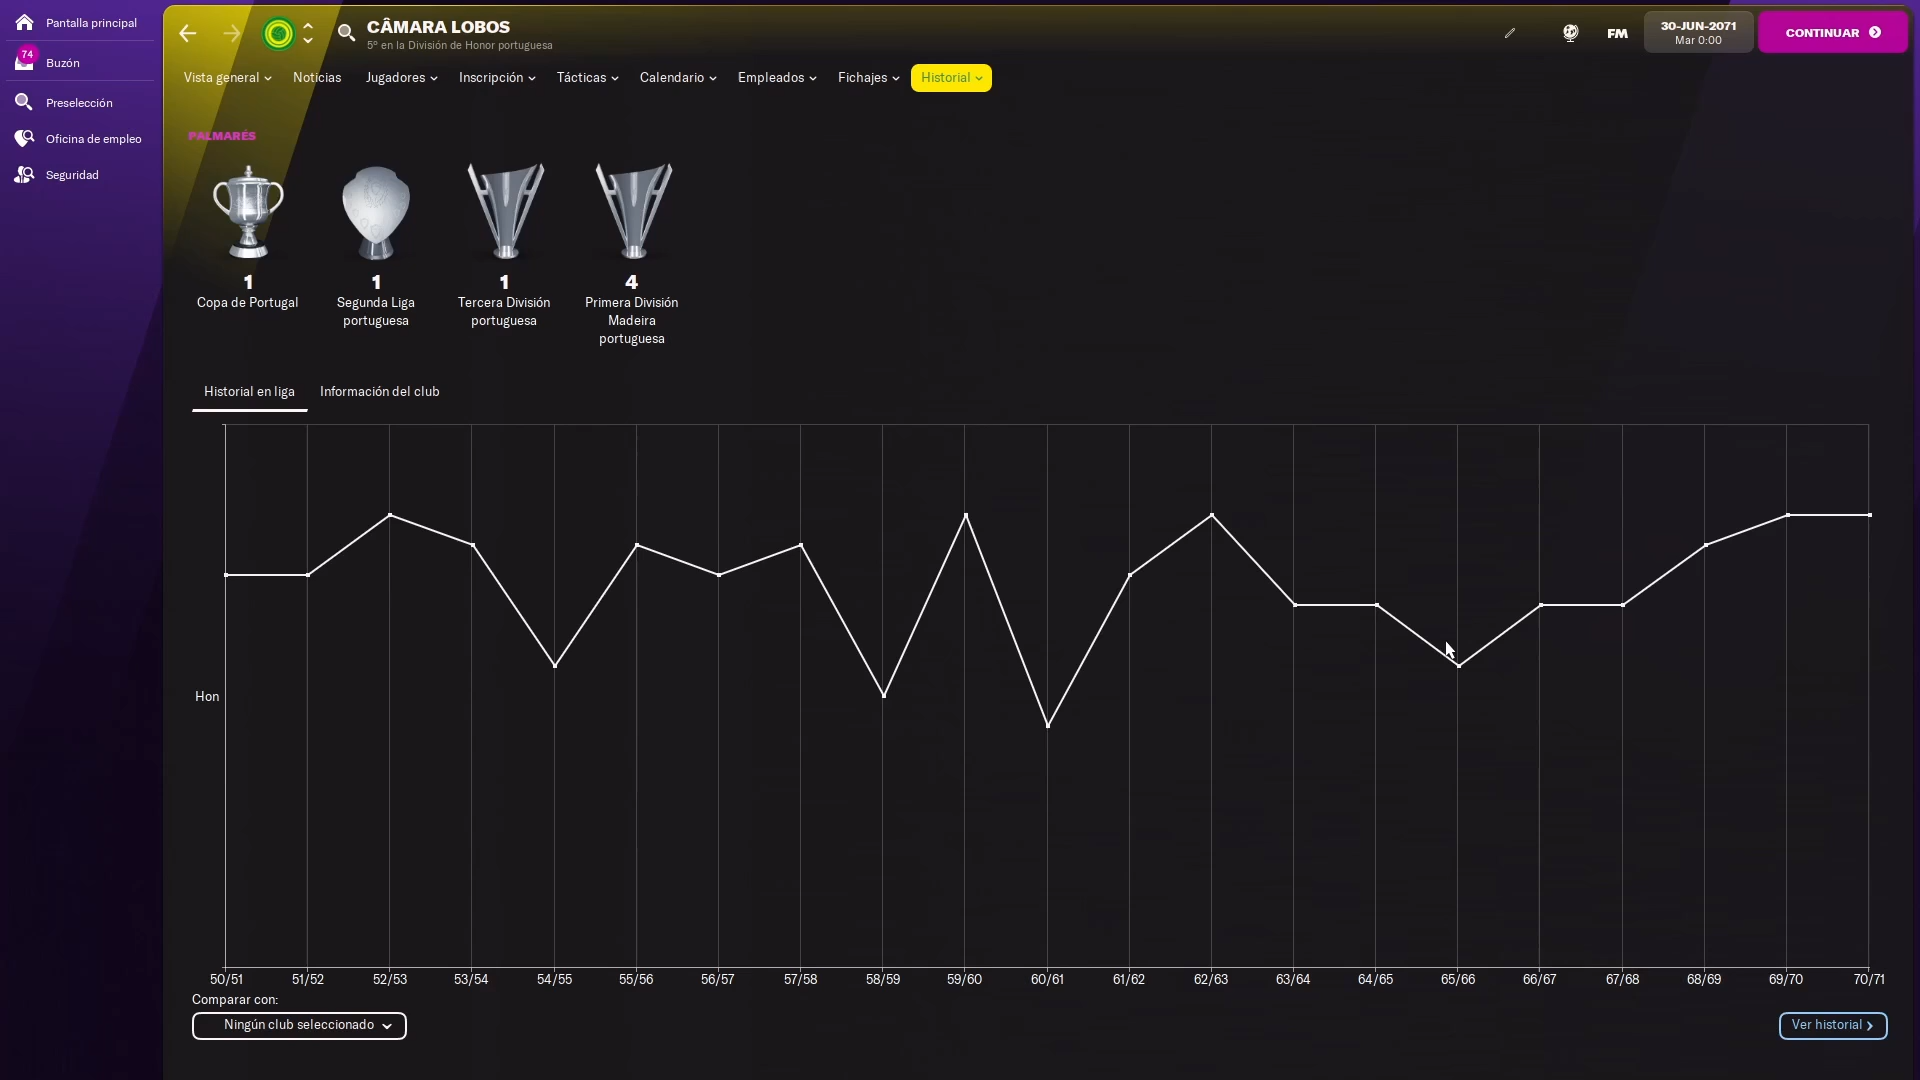 Pantalla principal
74
Buzón
Preselección
Oficina de empleo
Seguridad
CÂMARA LOBOS
5º en la División de Honor portuguesa
FM
30-JUN-2071
Mar 0:00
CONTINUAR
Vista general
Noticias
Jugadores
Inscripción
Tácticas
Calendario
Empleados
Fichajes
Historial
PALMARÉS
1
Copa de Portugal
1
Segunda Liga
portuguesa
1
Tercera División
portuguesa
4
Primera División
Madeira
portuguesa
Historial en liga
Información del club
Hon
50/51 51/52 52/53 53/54 54/55 55/56 56/57 57/58 58/59 59/60 60/61 61/62 62/63 63/64 64/65 65/66 66/67 67/68 68/69 69/70 70/71
Comparar con:
Ningún club seleccionado
Ver historial